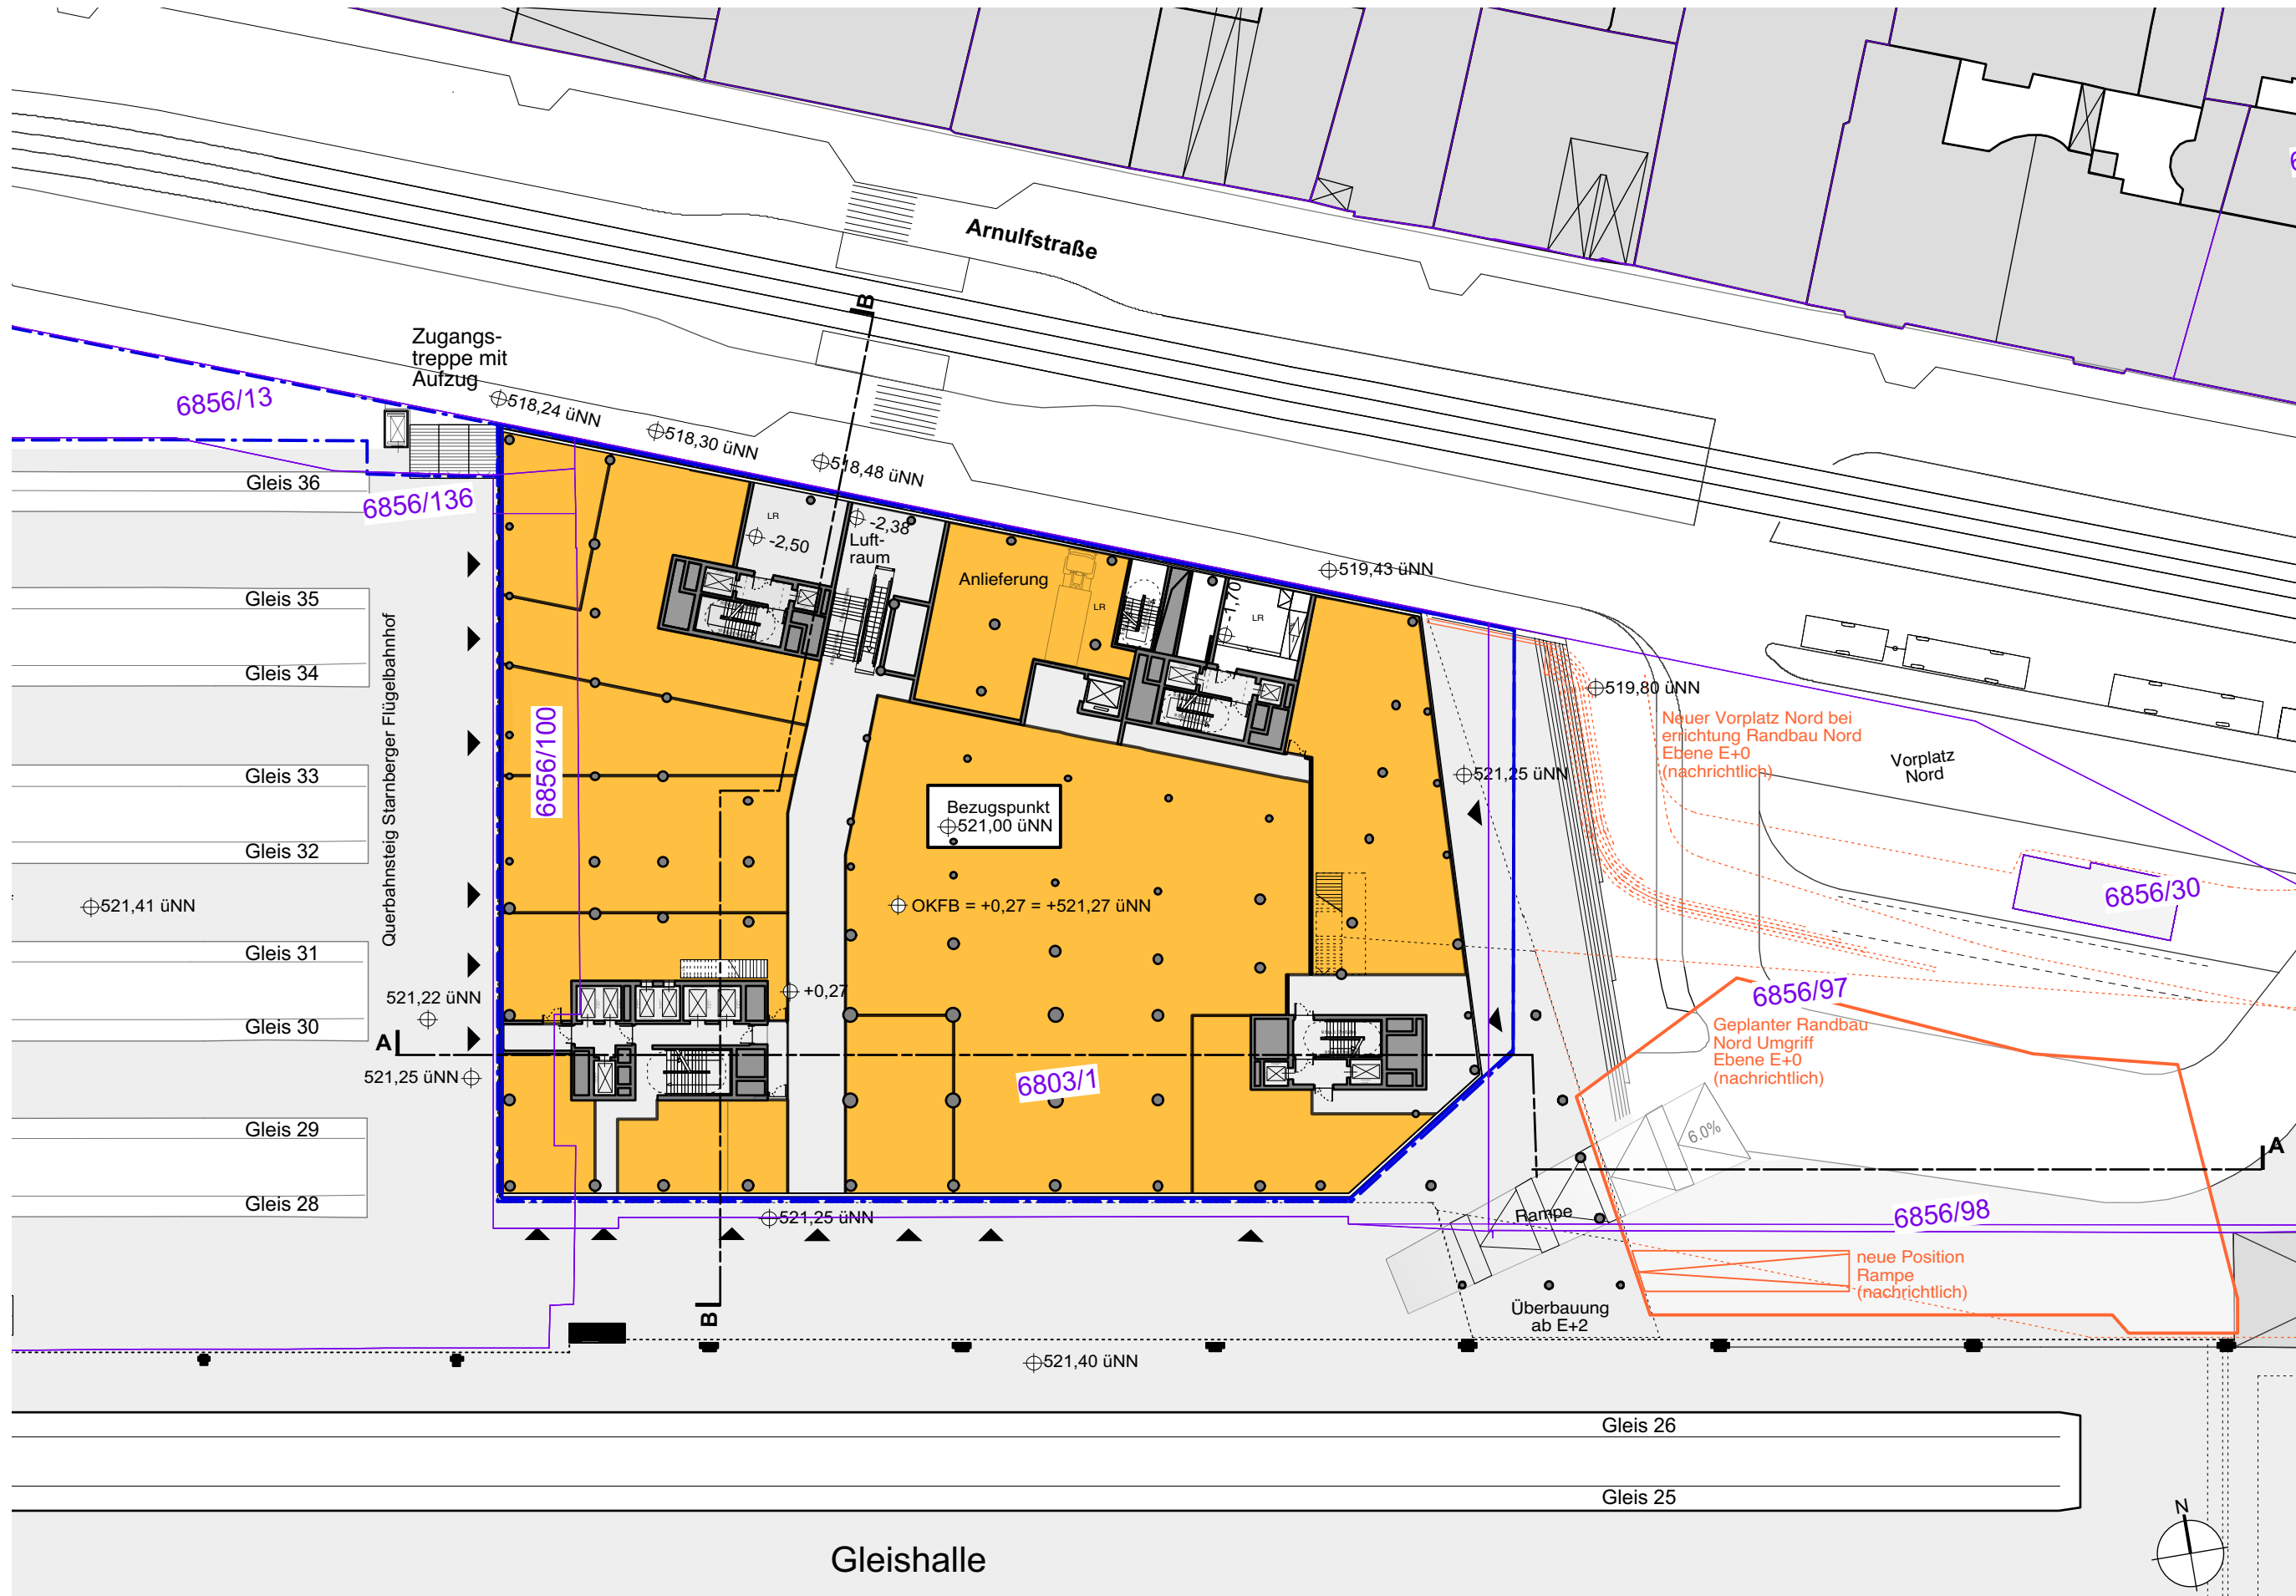 Arnulfstraße
B
Zugangs-
treppe mit
Aufzug
6856/13
518,24 üNN
518,30 üNN
518,48 üNN
Gleis 36
6856/136
LR
-2,50
-2,38
Luft-
raum
Anlieferung
LR
-1,70
LR
519,43 üNN
Gleis 35
Gleis 34
Querbahnsteig Starnberger Flügelbahnhof
6856/100
519,80 üNN
Neuer Vorplatz Nord bei
errichtung Randbau Nord
Ebene E+0
(nachrichtlich)
Vorplatz
Nord
521,25 üNN
Gleis 33
Gleis 32
Bezugspunkt
521,00 üNN
OKFB = +0,27 = +521,27 üNN
521,41 üNN
6856/30
Gleis 31
Gleis 30
521,22 üNN
+0,27
6856/97
Geplanter Randbau
Nord Umgriff
Ebene E+0
(nachrichtlich)
A
521,25 üNN
6803/1
6.0%
A
Gleis 29
Gleis 28
521,25 üNN
Rampe
6856/98
neue Position
Rampe
(nachrichtlich)
B
Überbauung
ab E+2
521,40 üNN
Gleis 26
Gleis 25
N
Gleishalle